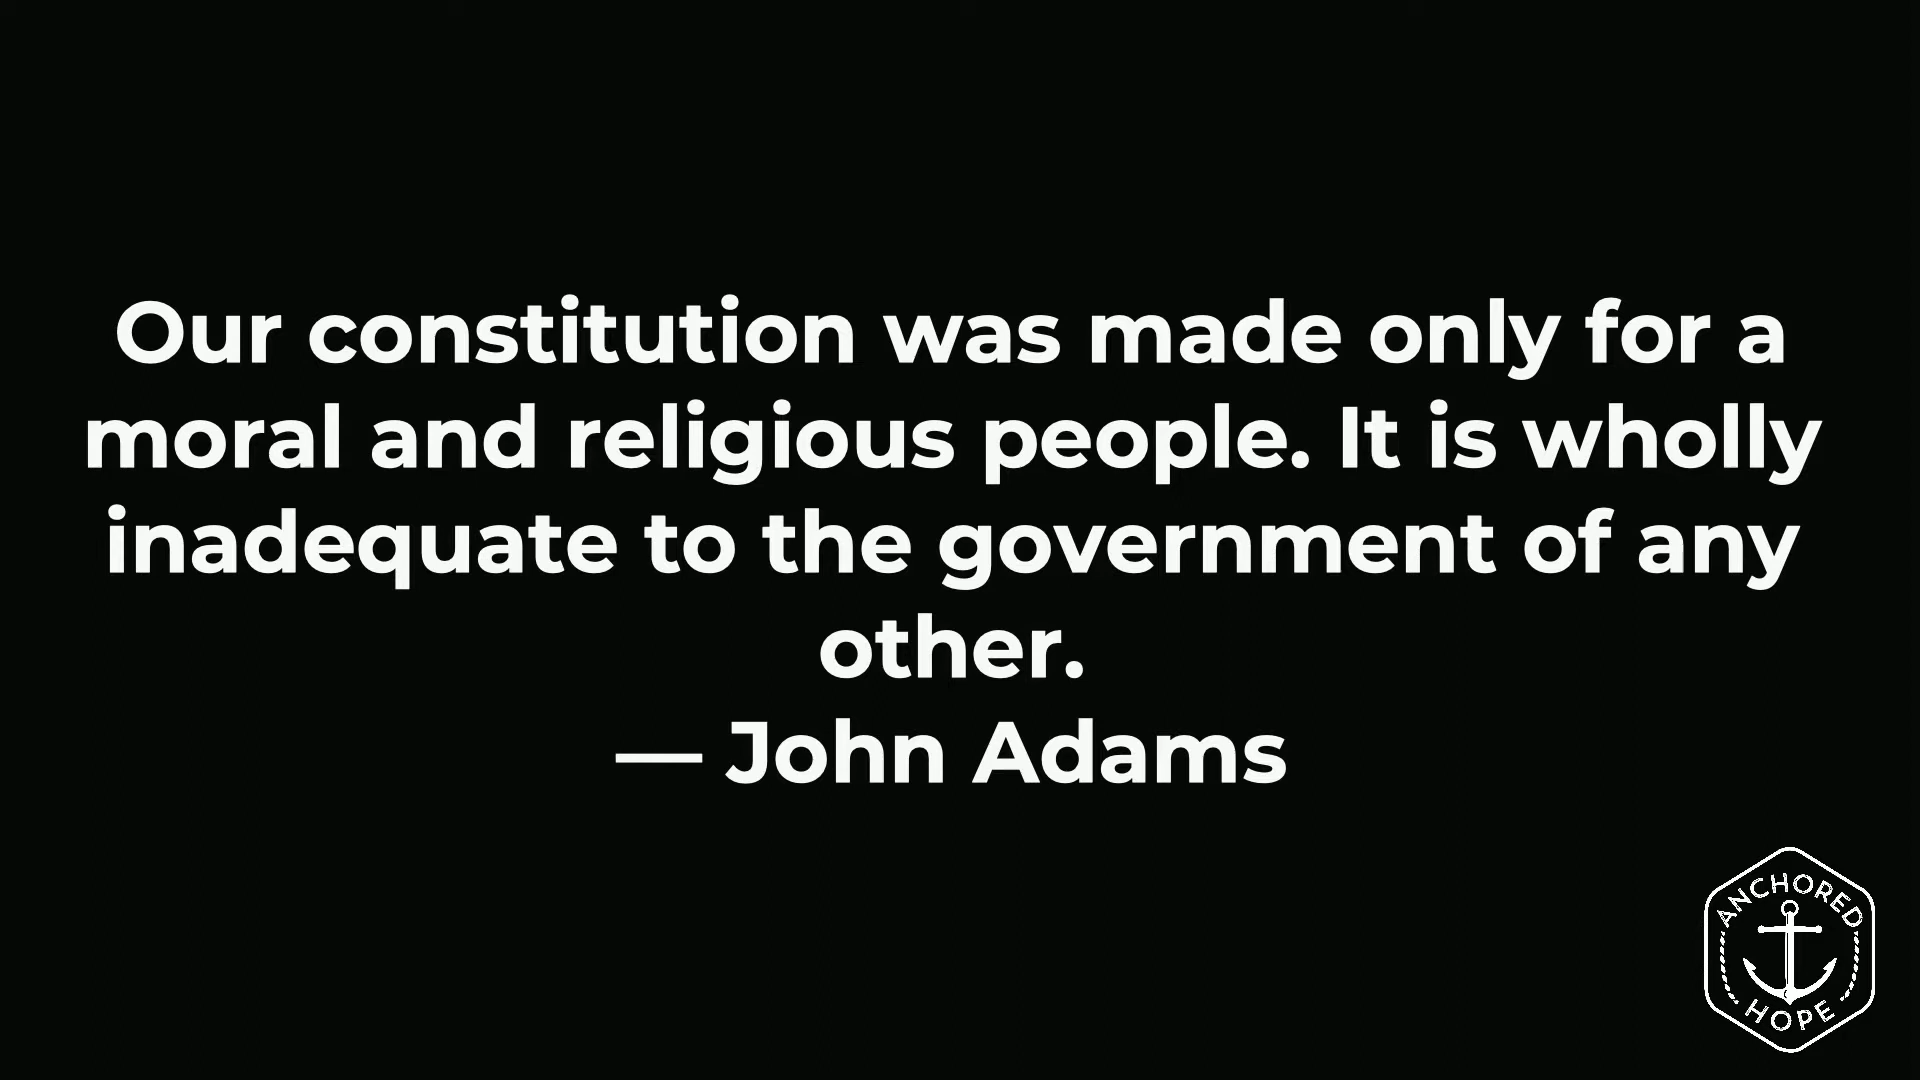 Our constitution was made only for a
moral and religious people. It is wholly
inadequate to the government of any
other.
— John Adams
ANCHORED
HOPE